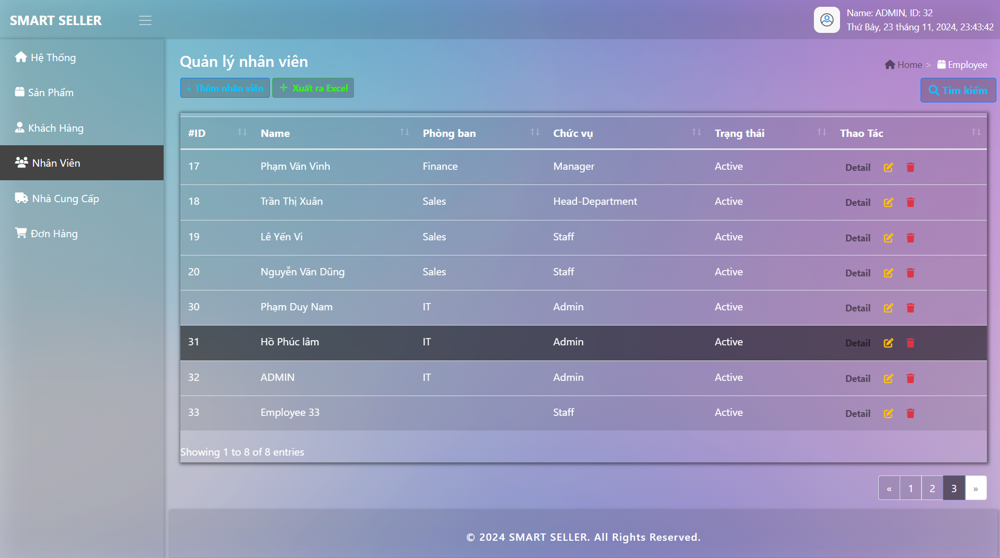 SMART SELLER
Name: ADMIN, ID: 32
Thứ Bảy, 23 tháng 11, 2024, 23:43:42
Hệ Thống
Sản Phẩm
Khách Hàng
Nhân Viên
Nhà Cung Cấp
Đơn Hàng
Quản lý nhân viên
Home > Employee
+ Thêm nhân viên
+ Xuất ra Excel
Tìm kiếm
#ID Name Phòng ban Chức vụ Trạng thái Thao Tác
17 Phạm Văn Vinh Finance Manager Active Detail
18 Trần Thị Xuân Sales Head-Department Active Detail
19 Lê Yến Vi Sales Staff Active Detail
20 Nguyễn Văn Dũng Sales Staff Active Detail
30 Phạm Duy Nam IT Admin Active Detail
31 Hồ Phúc lâm IT Admin Active Detail
32 ADMIN IT Admin Active Detail
33 Employee 33 Staff Active Detail
Showing 1 to 8 of 8 entries
« 1 2 3 »
© 2024 SMART SELLER. All Rights Reserved.